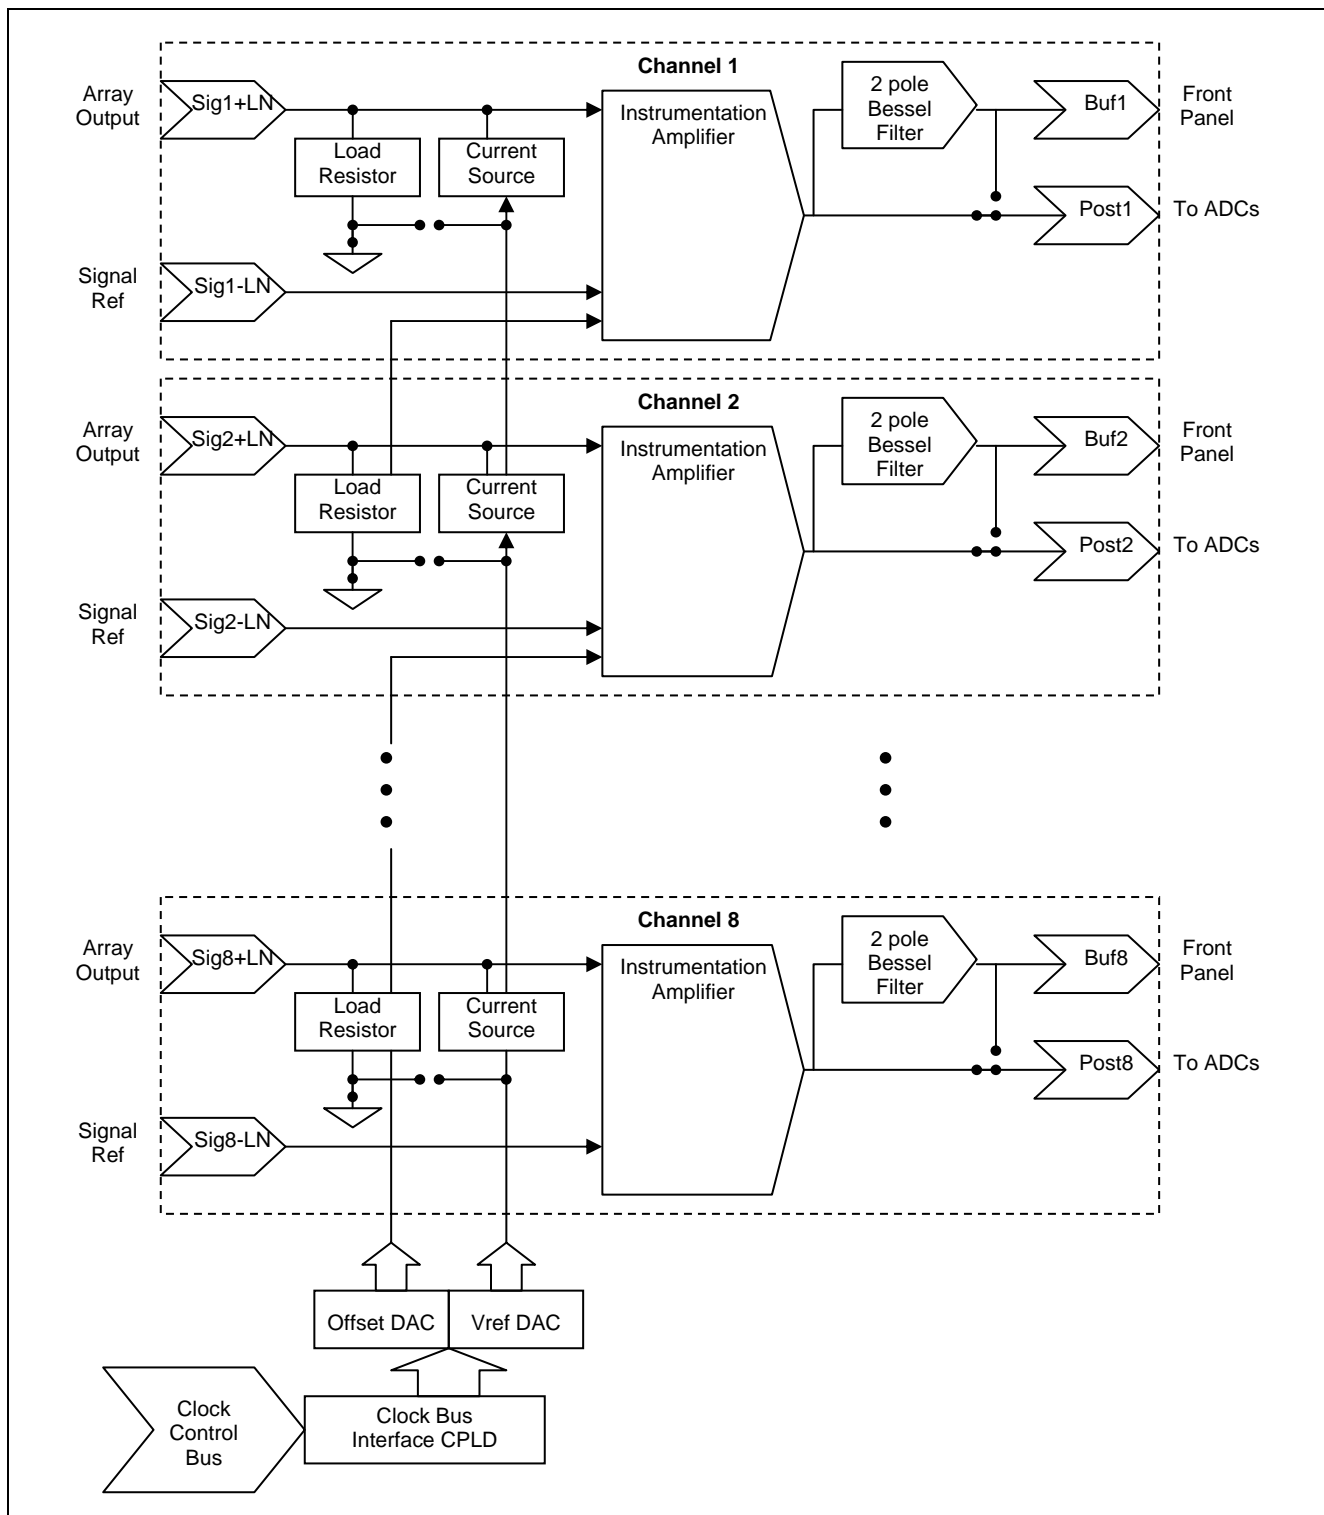 Channel 1
Array
Output
Sig1+LN
Load
Resistor
Current
Source
Instrumentation
Amplifier
2 pole
Bessel
Filter
Buf1
Front
Panel
Post1
To ADCs
Signal
Ref
Sig1-LN
Channel 2
Array
Output
Sig2+LN
Load
Resistor
Current
Source
Instrumentation
Amplifier
2 pole
Bessel
Filter
Buf2
Front
Panel
Post2
To ADCs
Signal
Ref
Sig2-LN
Channel 8
Array
Output
Sig8+LN
Load
Resistor
Current
Source
Instrumentation
Amplifier
2 pole
Bessel
Filter
Buf8
Front
Panel
Post8
To ADCs
Signal
Ref
Sig8-LN
Offset DAC
Vref DAC
Clock
Control
Bus
Clock Bus
Interface CPLD